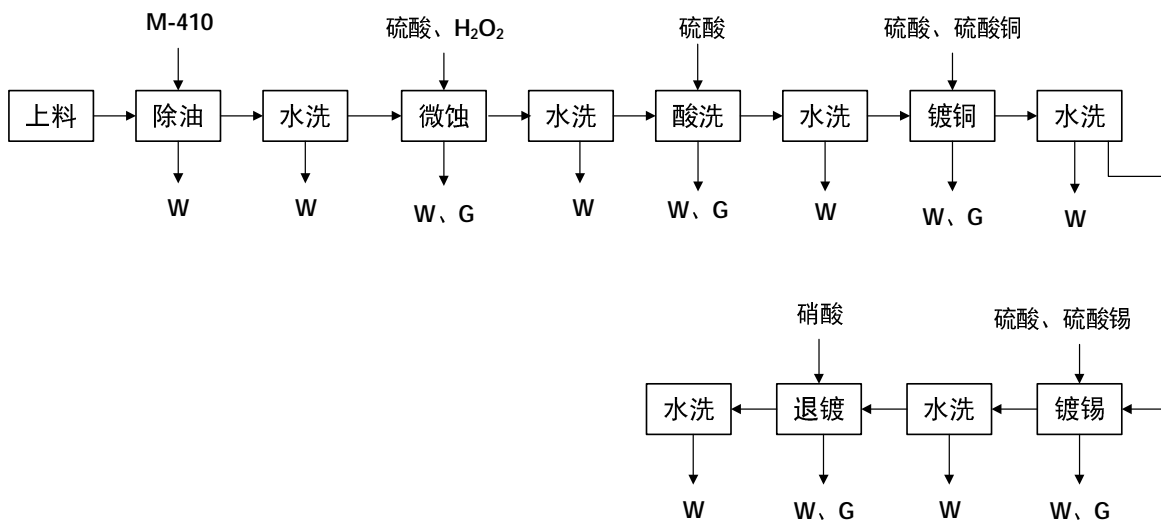 M-410
硫酸、H₂O₂
硫酸
硫酸、硫酸铜
上料
除油
水洗
微蚀
水洗
酸洗
水洗
镀铜
水洗
W
W
W、G
W
W、G
W
W、G
W
硝酸
硫酸、硫酸锡
水洗
退镀
水洗
镀锡
W
W、G
W
W、G